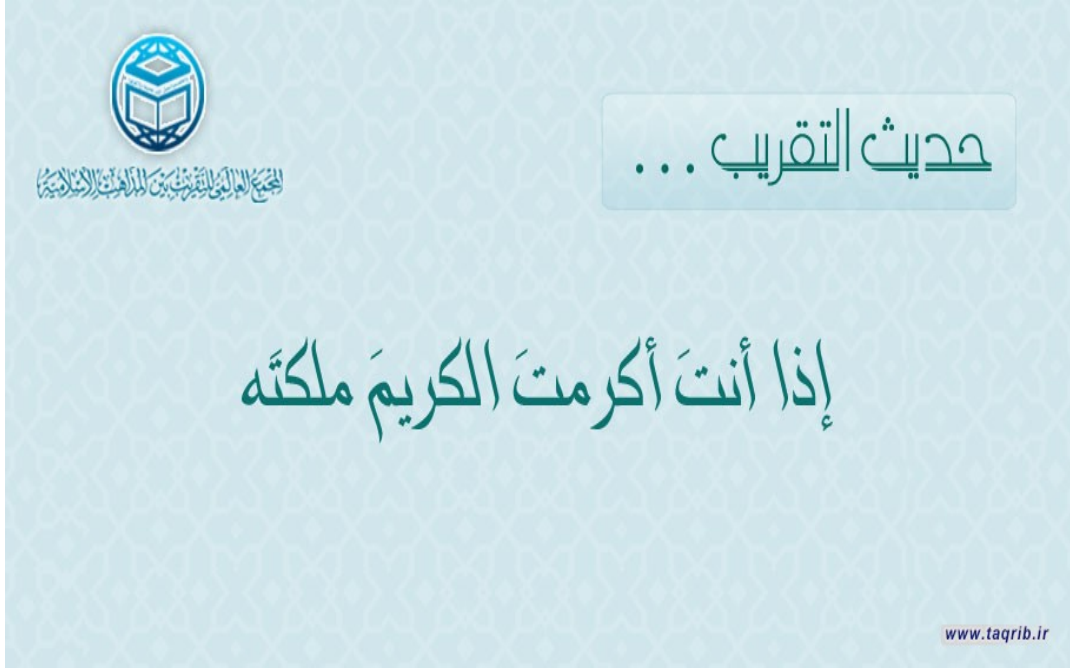 حديث التقريب ...
المجمع العالمي للتقريب بين المذاهب الإسلامية
إذا أنتَ أكرمتَ الكريمَ ملكتَه
www.taqrib.ir